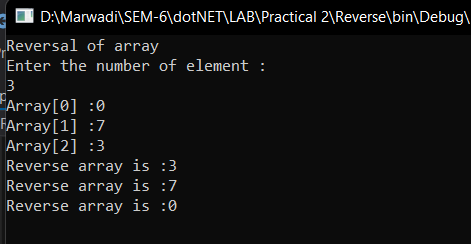 D:\Marwadi\SEM-6\dotNET\LAB\Practical 2\Reverse\bin\Debug\
Reversal of array
Enter the number of element :
3
Array[0] :0
Array[1] :7
Array[2] :3
Reverse array is :3
Reverse array is :7
Reverse array is :0